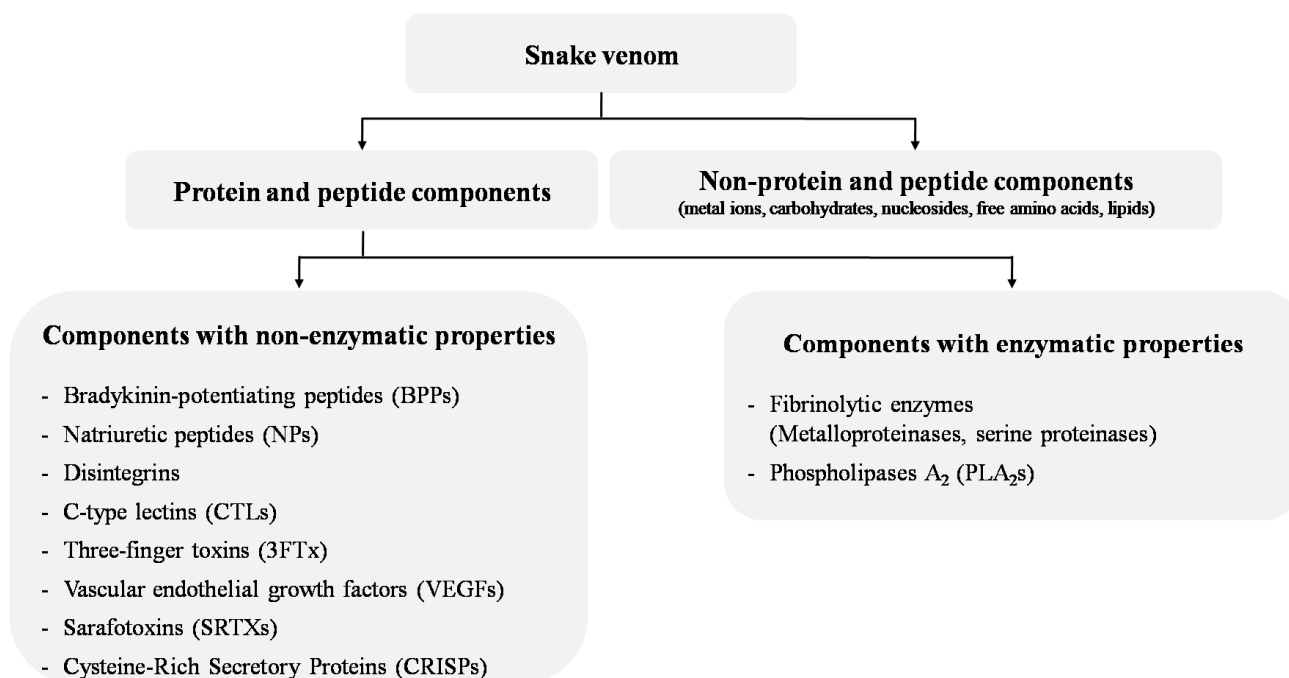 Snake venom
Protein and peptide components
Non-protein and peptide components
(metal ions, carbohydrates, nucleosides, free amino acids, lipids)
Components with non-enzymatic properties
- Bradykinin-potentiating peptides (BPPs)
- Natriuretic peptides (NPs)
- Disintegrins
- C-type lectins (CTLs)
- Three-finger toxins (3FTx)
- Vascular endothelial growth factors (VEGFs)
- Sarafotoxins (SRTXs)
- Cysteine-Rich Secretory Proteins (CRISPs)
Components with enzymatic properties
- Fibrinolytic enzymes
(Metalloproteinases, serine proteinases)
- Phospholipases A₂ (PLA₂s)